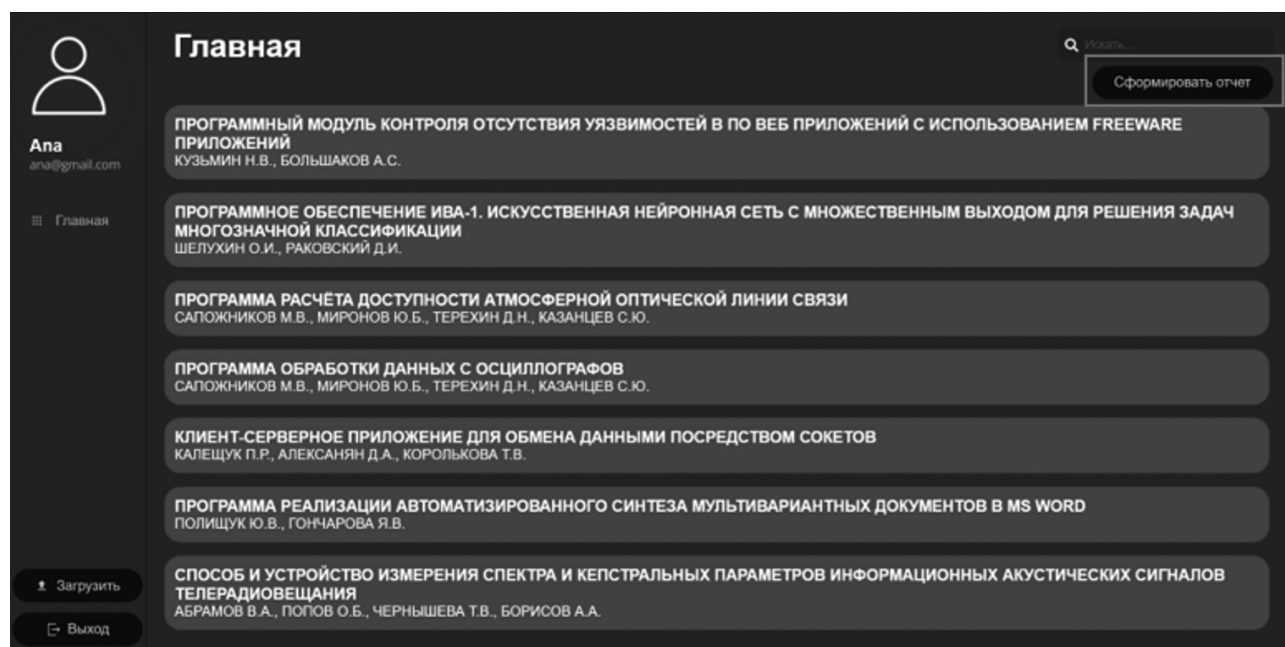 Главная
Искать...
Сформировать отчет
Ana
ana@gmail.com
Главная
ПРОГРАММНЫЙ МОДУЛЬ КОНТРОЛЯ ОТСУТСТВИЯ УЯЗВИМОСТЕЙ В ПО ВЕБ ПРИЛОЖЕНИЙ С ИСПОЛЬЗОВАНИЕМ FREEWARE
ПРИЛОЖЕНИЙ
КУЗЬМИН Н.В., БОЛЬШАКОВ А.С.
ПРОГРАММНОЕ ОБЕСПЕЧЕНИЕ ИВА-1. ИСКУССТВЕННАЯ НЕЙРОННАЯ СЕТЬ С МНОЖЕСТВЕННЫМ ВЫХОДОМ ДЛЯ РЕШЕНИЯ ЗАДАЧ
МНОГОЗНАЧНОЙ КЛАССИФИКАЦИИ
ШЕЛУХИН О.И., РАКОВСКИЙ Д.И.
ПРОГРАММА РАСЧЁТА ДОСТУПНОСТИ АТМОСФЕРНОЙ ОПТИЧЕСКОЙ ЛИНИИ СВЯЗИ
САПОЖНИКОВ М.В., МИРОНОВ Ю.Б., ТЕРЕХИН Д.Н., КАЗАНЦЕВ С.Ю.
ПРОГРАММА ОБРАБОТКИ ДАННЫХ С ОСЦИЛЛОГРАФОВ
САПОЖНИКОВ М.В., МИРОНОВ Ю.Б., ТЕРЕХИН Д.Н., КАЗАНЦЕВ С.Ю.
КЛИЕНТ-СЕРВЕРНОЕ ПРИЛОЖЕНИЕ ДЛЯ ОБМЕНА ДАННЫМИ ПОСРЕДСТВОМ СОКЕТОВ
КАЛЕЩУК П.Р., АЛЕКСАНЯН Д.А., КОРОЛЬКОВА Т.В.
ПРОГРАММА РЕАЛИЗАЦИИ АВТОМАТИЗИРОВАННОГО СИНТЕЗА МУЛЬТИВАРИАНТНЫХ ДОКУМЕНТОВ В MS WORD
ПОЛИЩУК Ю.В., ГОНЧАРОВА Я.В.
СПОСОБ И УСТРОЙСТВО ИЗМЕРЕНИЯ СПЕКТРА И КЕПСТРАЛЬНЫХ ПАРАМЕТРОВ ИНФОРМАЦИОННЫХ АКУСТИЧЕСКИХ СИГНАЛОВ
ТЕЛЕРАДИОВЕЩАНИЯ
АБРАМОВ В.А., ПОПОВ О.Б., ЧЕРНЫШЕВА Т.В., БОРИСОВ А.А.
Загрузить
Выход